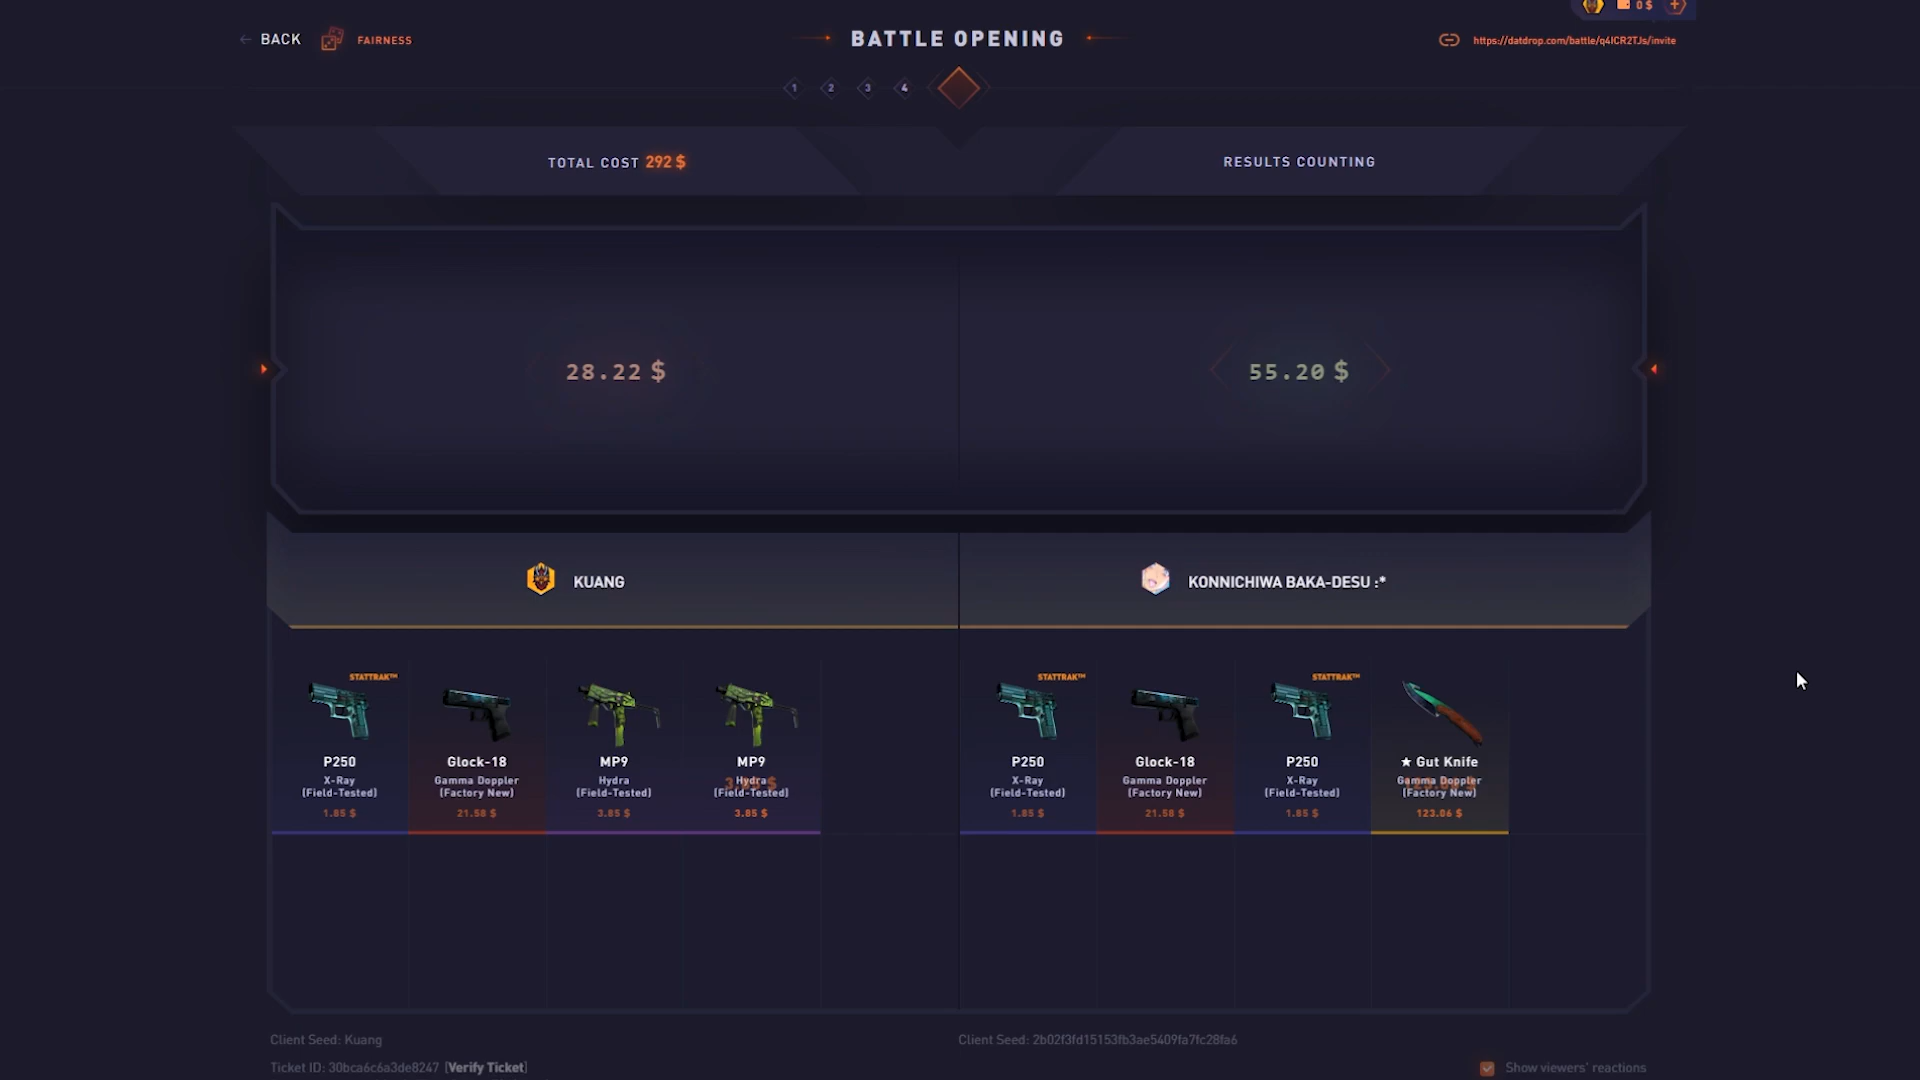 0 $
BACK
FAIRNESS
BATTLE OPENING
https://datdrop.com/battle/q4ICR2TJs/invite
1 2 3 4
TOTAL COST 292 $
RESULTS COUNTING
28.22 $
55.20 $
KUANG
KONNICHIWA BAKA-DESU :*
STATTRAK™
P250
X-Ray
(Field-Tested)
1.85 $
Glock-18
Gamma Doppler
(Factory New)
21.58 $
MP9
Hydra
(Field-Tested)
3.85 $
MP9
Hydra
(Field-Tested)
3.85 $
STATTRAK™
P250
X-Ray
(Field-Tested)
1.85 $
Glock-18
Gamma Doppler
(Factory New)
21.58 $
STATTRAK™
P250
X-Ray
(Field-Tested)
1.85 $
★ Gut Knife
Gamma Doppler
(Factory New)
123.06 $
Client Seed: Kuang
Client Seed: 2b02f3fd15153fb3ae5409fa7fc28fa6
Ticket ID: 30bca6c6a3de8247 [Verify Ticket]
Show viewers' reactions